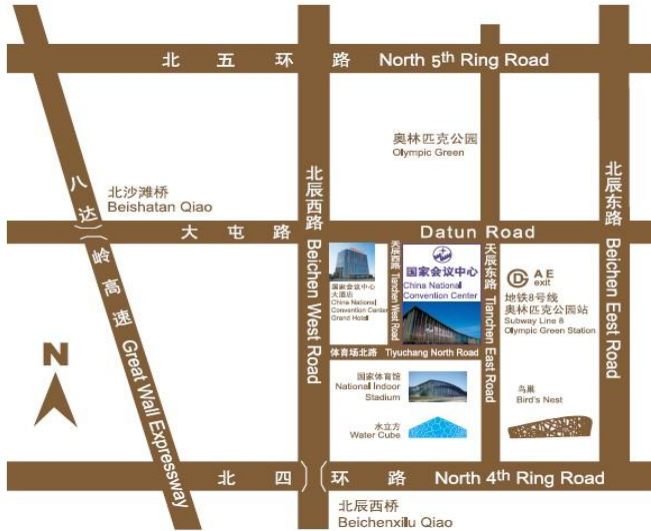 北五环路 North 5th Ring Road
奥林匹克公园
Olympic Green
八达岭高速 Great Wall Expressway
北沙滩桥
Beishatan Qiao
北辰西路 Beichen West Road
北辰东路 Beichen Eest Road
大屯路 Datun Road
国家会议中心
大酒店
China National
Convention Center
Grand Hotel
天辰西路 Tianchen West Road
国家会议中心
China National
Convention Center
天辰东路 Tianchen East Road
A E
exit
地铁8号线
奥林匹克公园站
Subway Line 8
Olympic Green Station
体育场北路 Tiyuchang North Road
N
国家体育馆
National Indoor
Stadium
水立方
Water Cube
鸟巢
Bird's Nest
北四环路 North 4th Ring Road
北辰西桥
Beichenxilu Qiao